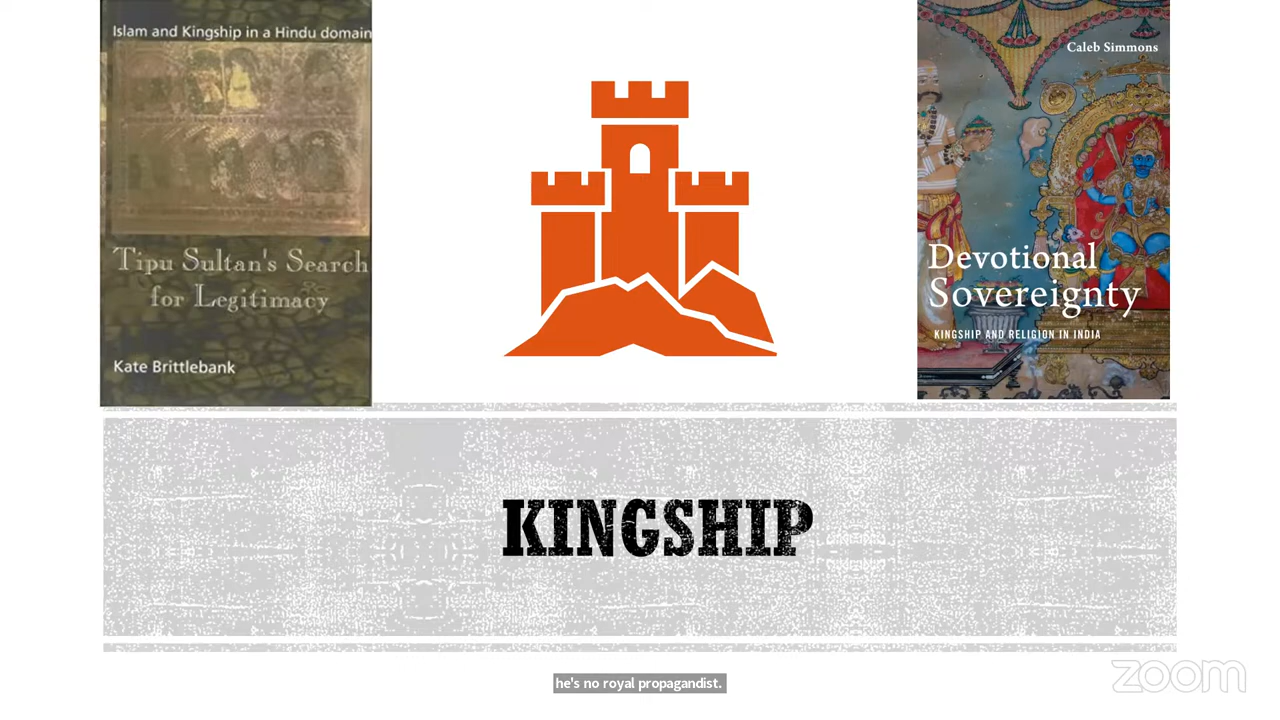 Islam and Kingship in a Hindu domain
Tipu Sultan's Search
for Legitimacy
Kate Brittlebank
Caleb Simmons
Devotional
Sovereignty
KINGSHIP AND RELIGION IN INDIA
KINGSHIP
he's no royal propagandist.
zoom